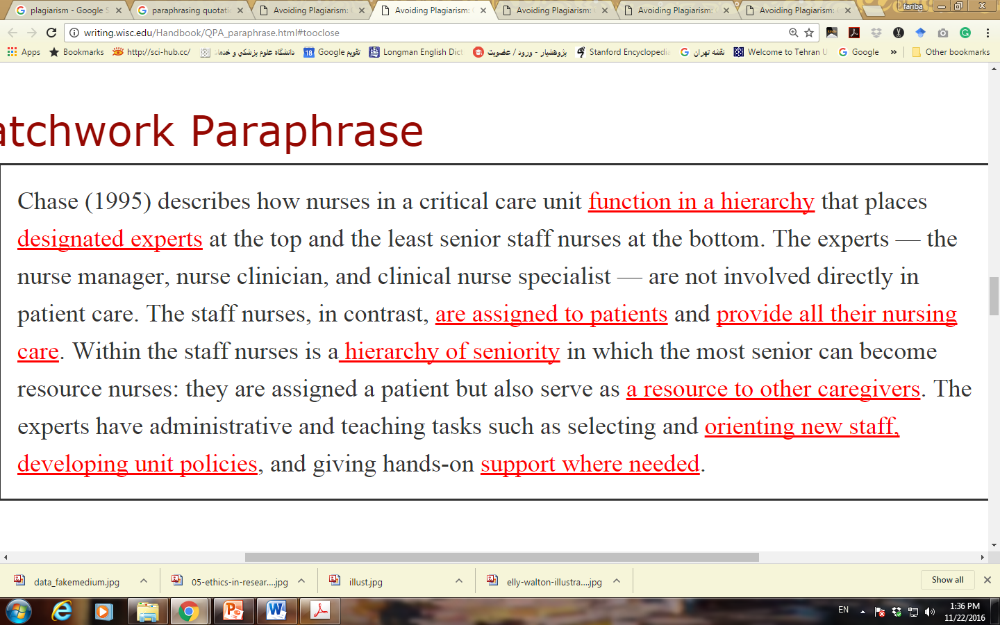 plagiarism - Google S
paraphrasing quotati
Avoiding Plagiarism:
Avoiding Plagiarism:
Avoiding Plagiarism:
Avoiding Plagiarism:
Avoiding Plagiarism:
fariba
writing.wisc.edu/Handbook/QPA_paraphrase.html#tooclose
Apps Bookmarks http://sci-hub.cc/ دانشگاه علوم پزشکی و خدمات 18 تقویم Google Longman English Dict پژوهشیار - ورود / عضویت Stanford Encyclopedia نقشه تهران Welcome to Tehran U Google » Other bookmarks
atchwork Paraphrase
Chase (1995) describes how nurses in a critical care unit function in a hierarchy that places
designated experts at the top and the least senior staff nurses at the bottom. The experts — the
nurse manager, nurse clinician, and clinical nurse specialist — are not involved directly in
patient care. The staff nurses, in contrast, are assigned to patients and provide all their nursing
care. Within the staff nurses is a hierarchy of seniority in which the most senior can become
resource nurses: they are assigned a patient but also serve as a resource to other caregivers. The
experts have administrative and teaching tasks such as selecting and orienting new staff,
developing unit policies, and giving hands-on support where needed.
data_fakemedium.jpg 05-ethics-in-resear....jpg illust.jpg elly-walton-illustra....jpg Show all
EN 1:36 PM
11/22/2016